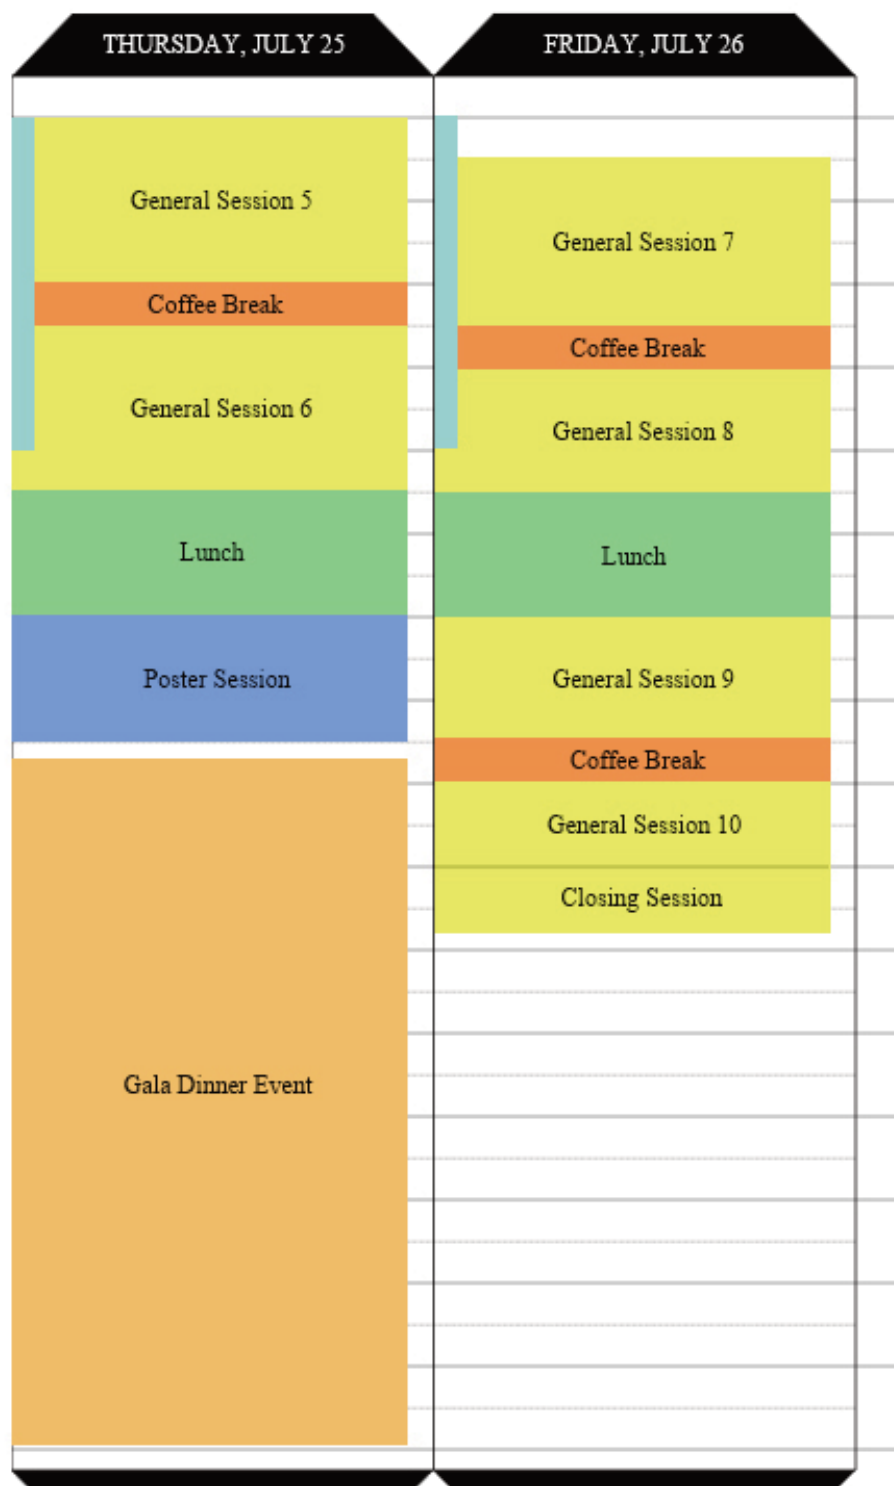 THURSDAY, JULY 25
General Session 5
Coffee Break
General Session 6
Lunch
Poster Session
Gala Dinner Event
FRIDAY, JULY 26
General Session 7
Coffee Break
General Session 8
Lunch
General Session 9
Coffee Break
General Session 10
Closing Session